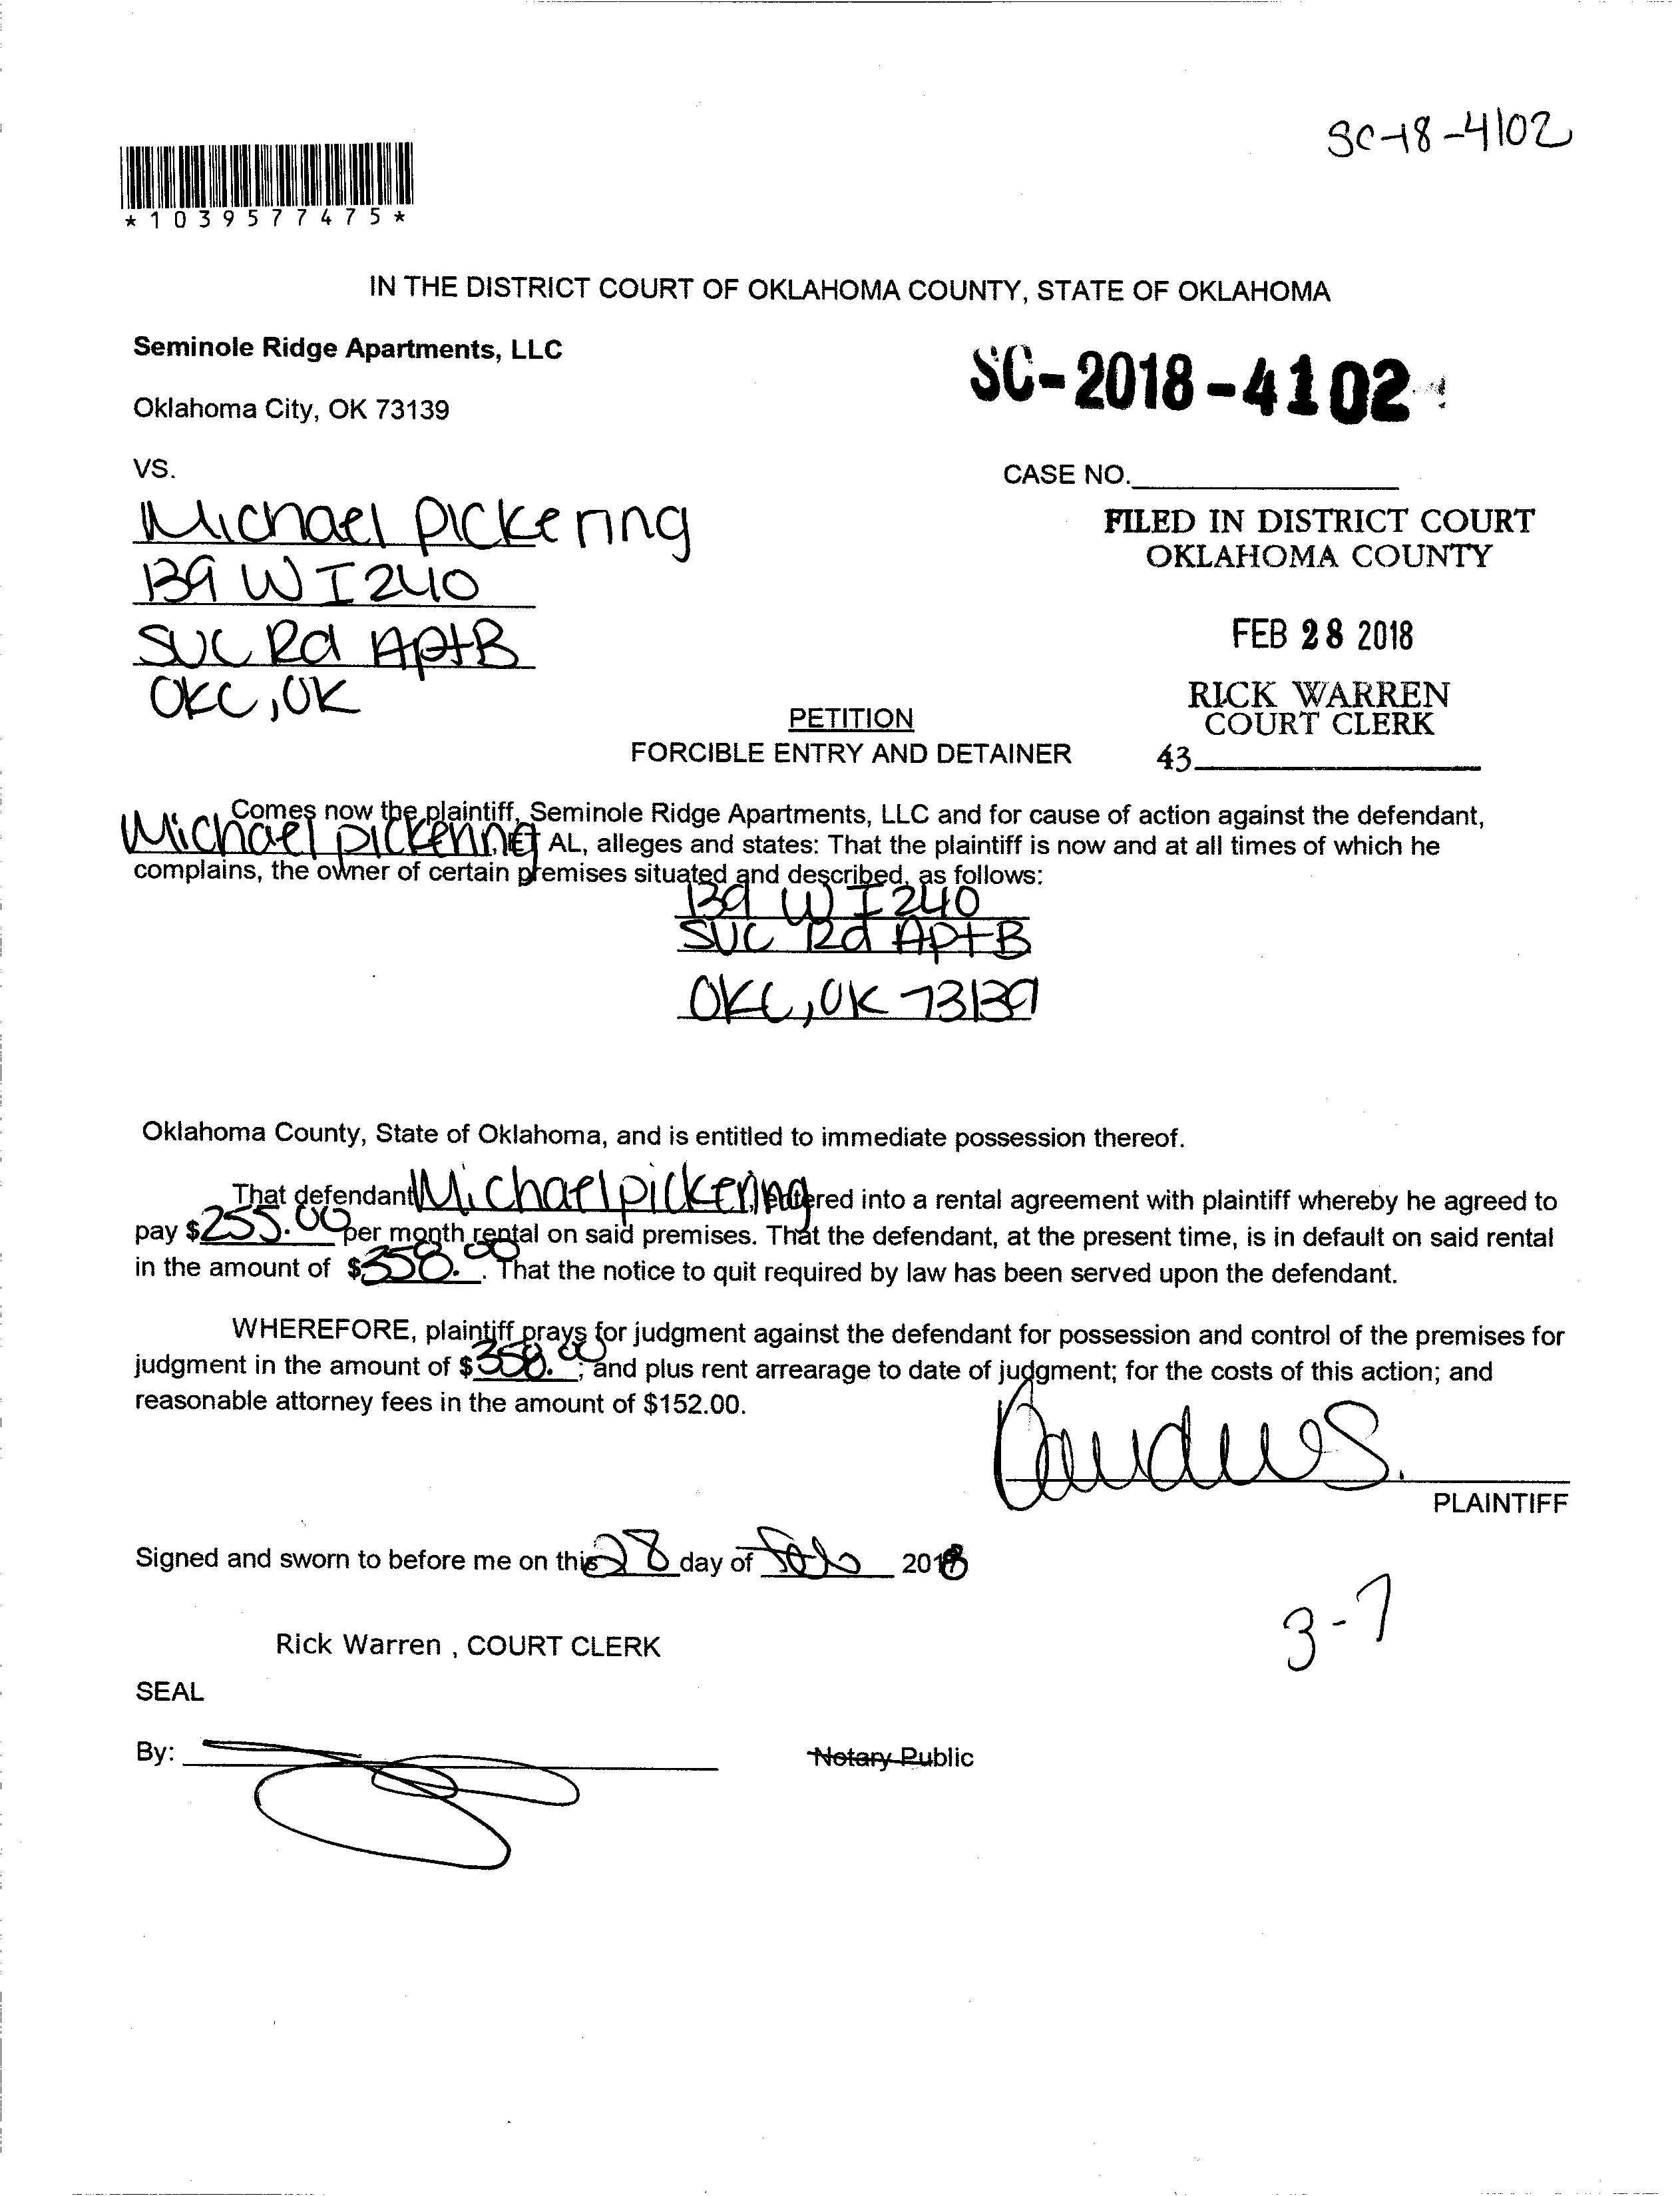 SC-18-4102
*1039577475*
IN THE DISTRICT COURT OF OKLAHOMA COUNTY, STATE OF OKLAHOMA
Seminole Ridge Apartments, LLC
SC-2018-4102
Oklahoma City, OK 73139
VS.
CASE NO.
Michael Pickering
FILED IN DISTRICT COURT
OKLAHOMA COUNTY
139 W I 240
FEB 28 2018
SVC Rd Apt B
OKC, OK
RICK WARREN
COURT CLERK
PETITION
FORCIBLE ENTRY AND DETAINER
43
Comes now the plaintiff, Seminole Ridge Apartments, LLC and for cause of action against the defendant,
Michael Pickering ET AL, alleges and states: That the plaintiff is now and at all times of which he
complains, the owner of certain premises situated and described, as follows:
139 W I 240
SVC Rd Apt B
OKC, OK 73139
Oklahoma County, State of Oklahoma, and is entitled to immediate possession thereof.
That defendant Michael Pickering, entered into a rental agreement with plaintiff whereby he agreed to
pay $255.00 per month rental on said premises. That the defendant, at the present time, is in default on said rental
in the amount of $358.00. That the notice to quit required by law has been served upon the defendant.
WHEREFORE, plaintiff prays for judgment against the defendant for possession and control of the premises for
judgment in the amount of $358.00; and plus rent arrearage to date of judgment; for the costs of this action; and
reasonable attorney fees in the amount of $152.00.
PLAINTIFF
Signed and sworn to before me on this 28 day of Feb 2018
3-7
Rick Warren , COURT CLERK
SEAL
By:
Notary Public